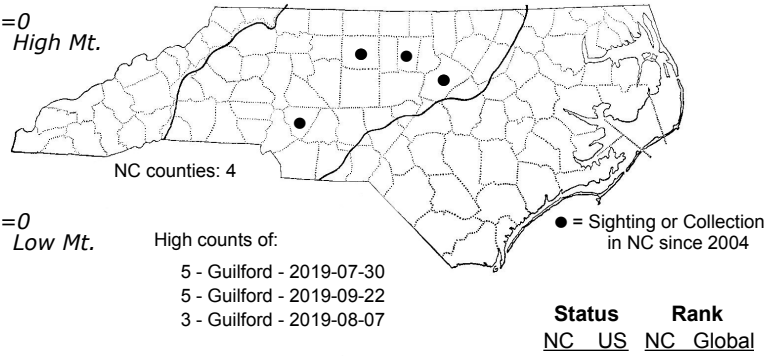 =0
High Mt.
NC counties: 4
=0
Low Mt.
High counts of:
5 - Guilford - 2019-07-30
5 - Guilford - 2019-09-22
3 - Guilford - 2019-08-07
● = Sighting or Collection
in NC since 2004
Status Rank
NC US NC Global